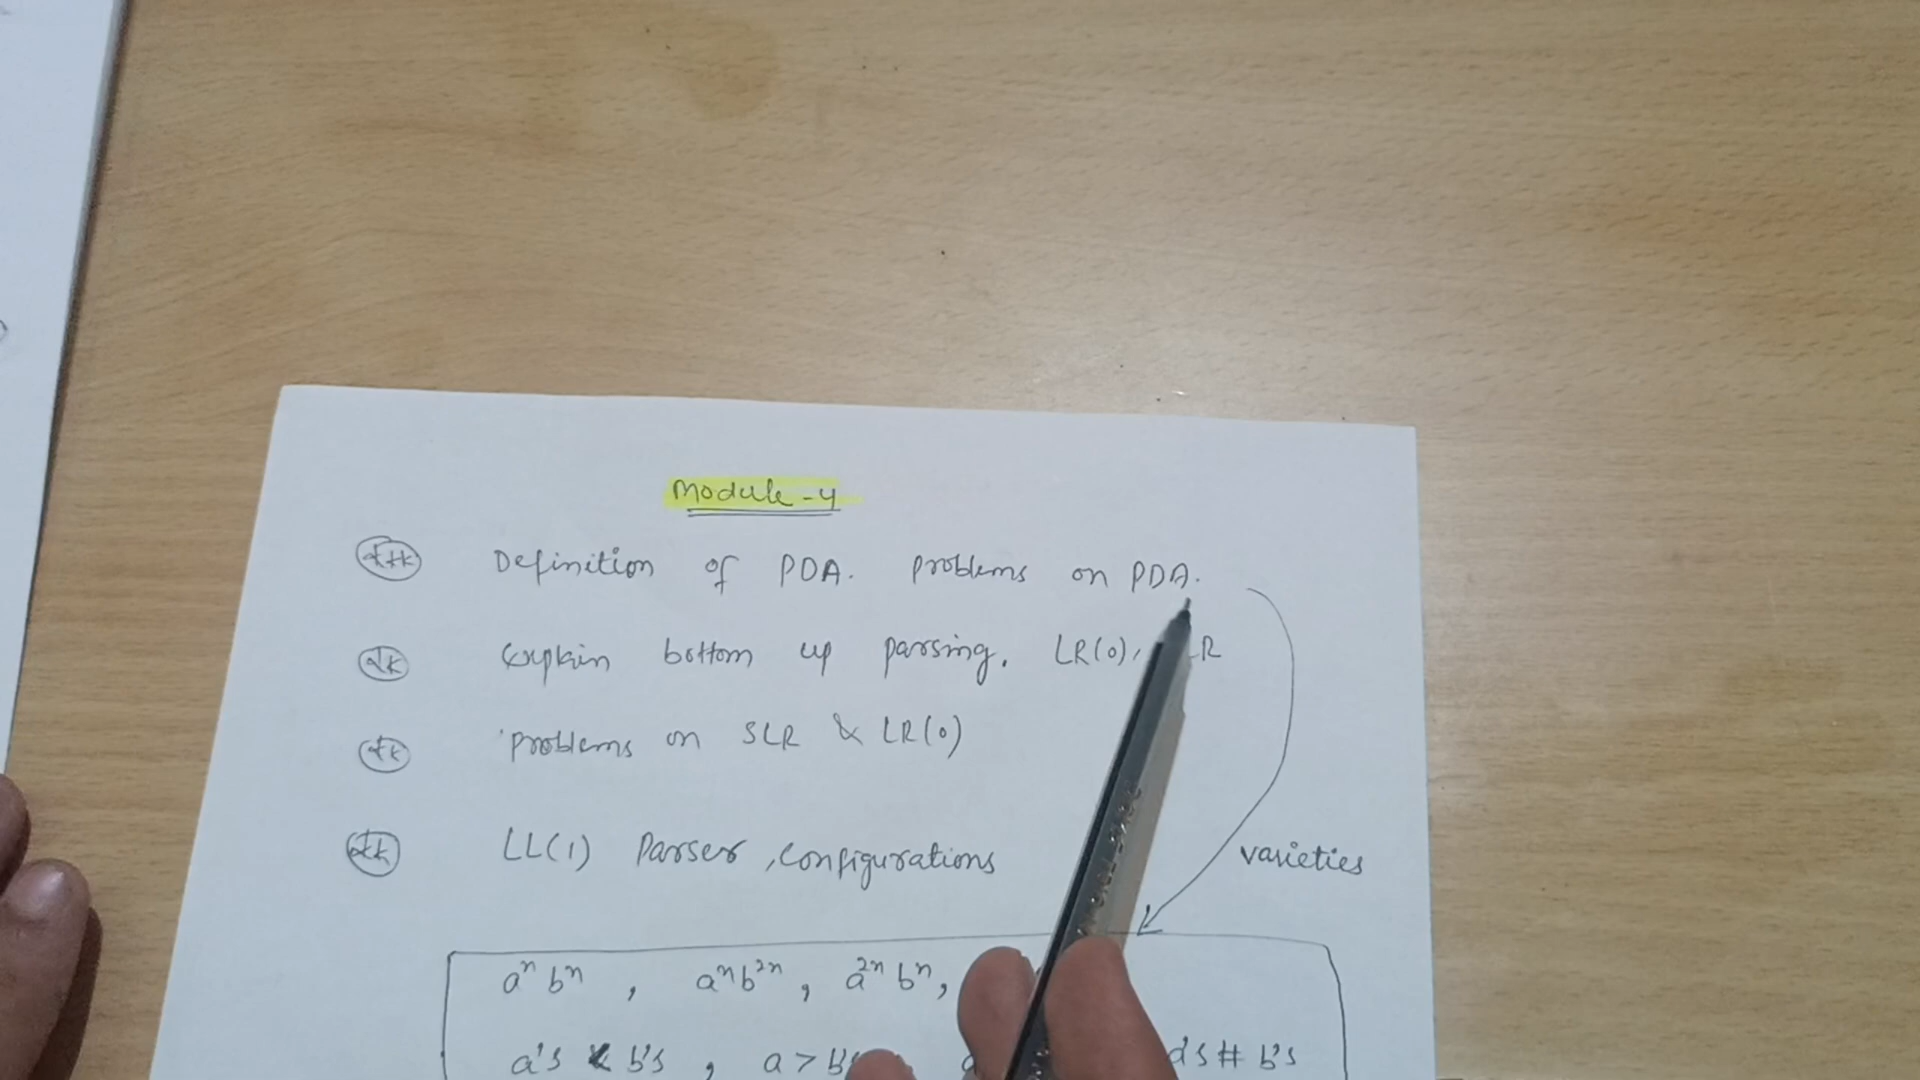 Module-4
** Definition of PDA. Problems on PDA.
* Explain bottom up parsing. LR(0),
* Problems on SLR & LR(0)
** LL(1) Parser, configurations
varieties
aⁿbⁿ, aⁿb²ⁿ, a²ⁿbⁿ,
a's < b's, a > b's # b's